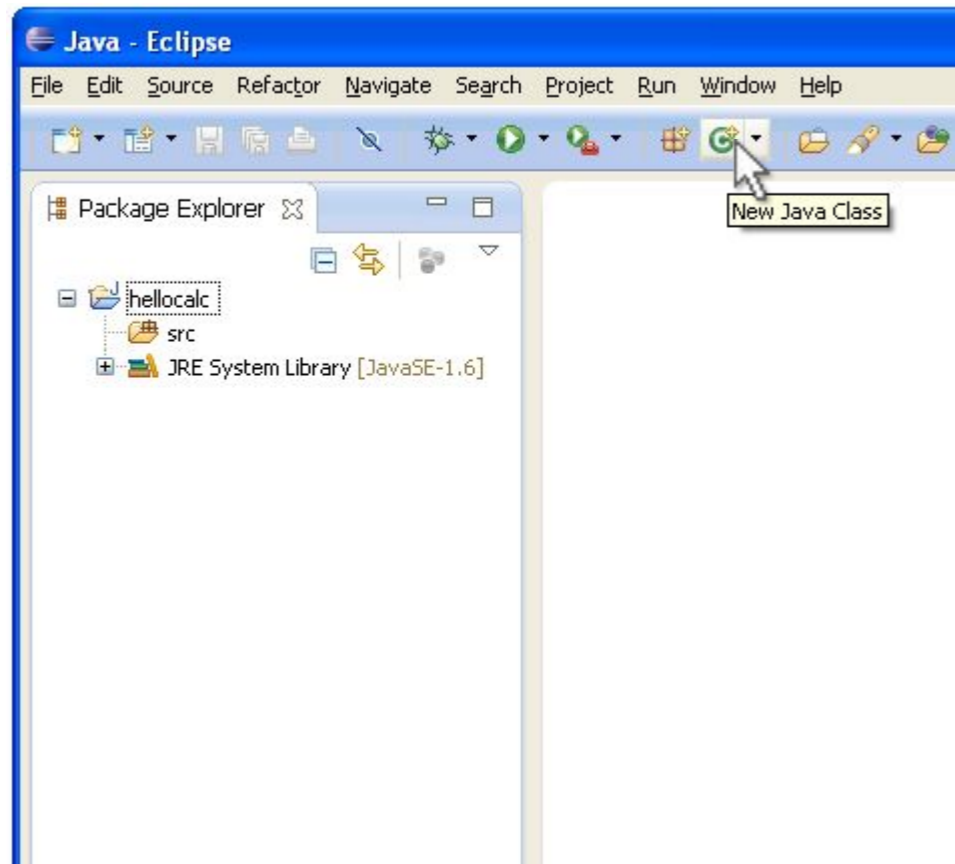 Java - Eclipse
File Edit Source Refactor Navigate Search Project Run Window Help
New Java Class
Package Explorer
hellocalc
src
JRE System Library [JavaSE-1.6]